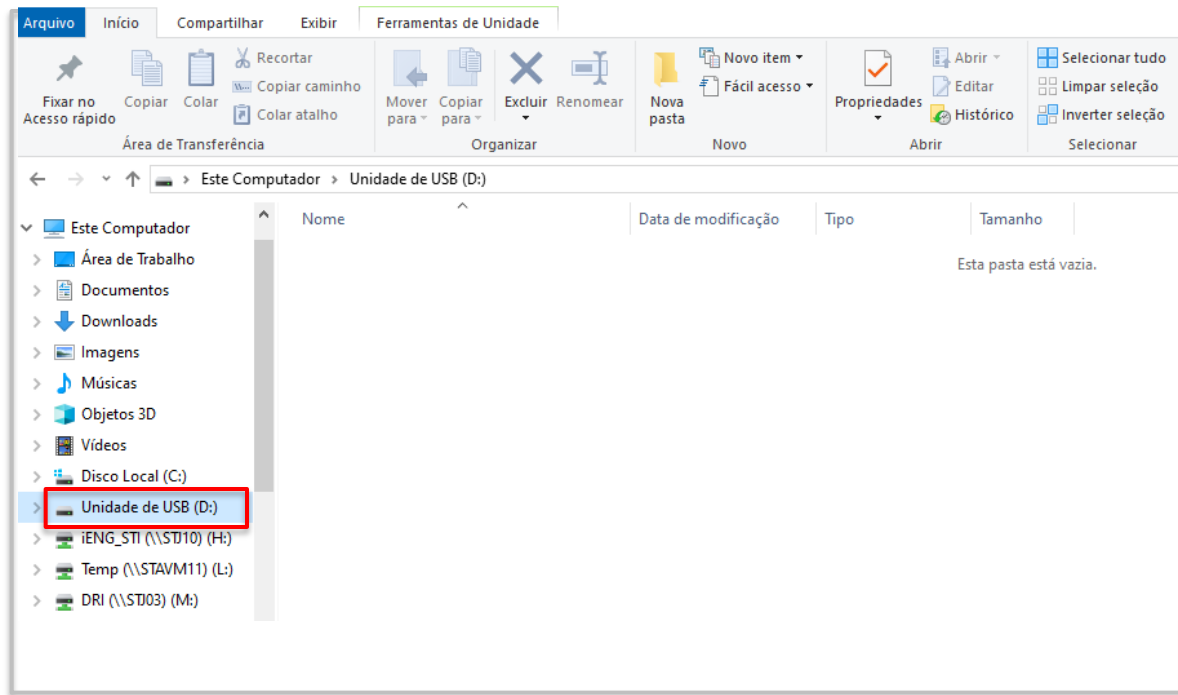 Arquivo Início Compartilhar Exibir Ferramentas de Unidade
Fixar no
Acesso rápido
Copiar
Colar
Recortar
Copiar caminho
Colar atalho
Área de Transferência
Mover
para
Copiar
para
Excluir
Renomear
Organizar
Nova
pasta
Novo item
Fácil acesso
Novo
Propriedades
Abrir
Editar
Histórico
Abrir
Selecionar tudo
Limpar seleção
Inverter seleção
Selecionar
Este Computador > Unidade de USB (D:)
Nome Data de modificação Tipo Tamanho
Esta pasta está vazia.
Este Computador
Área de Trabalho
Documentos
Downloads
Imagens
Músicas
Objetos 3D
Vídeos
Disco Local (C:)
Unidade de USB (D:)
iENG_STI (\\STJ10) (H:)
Temp (\\STAVM11) (L:)
DRI (\\STJ03) (M:)